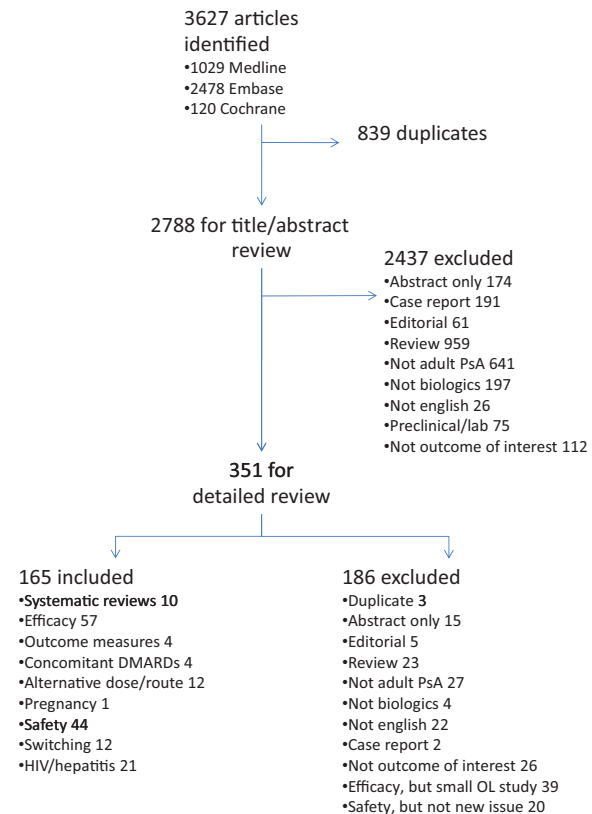 3627 articles
identified
•1029 Medline
•2478 Embase
•120 Cochrane
839 duplicates
2788 for title/abstract
review
2437 excluded
•Abstract only 174
•Case report 191
•Editorial 61
•Review 959
•Not adult PsA 641
•Not biologics 197
•Not english 26
•Preclinical/lab 75
•Not outcome of interest 112
351 for
detailed review
165 included
•Systematic reviews 10
•Efficacy 57
•Outcome measures 4
•Concomitant DMARDs 4
•Alternative dose/route 12
•Pregnancy 1
•Safety 44
•Switching 12
•HIV/hepatitis 21
186 excluded
•Duplicate 3
•Abstract only 15
•Editorial 5
•Review 23
•Not adult PsA 27
•Not biologics 4
•Not english 22
•Case report 2
•Not outcome of interest 26
•Efficacy, but small OL study 39
•Safety, but not new issue 20